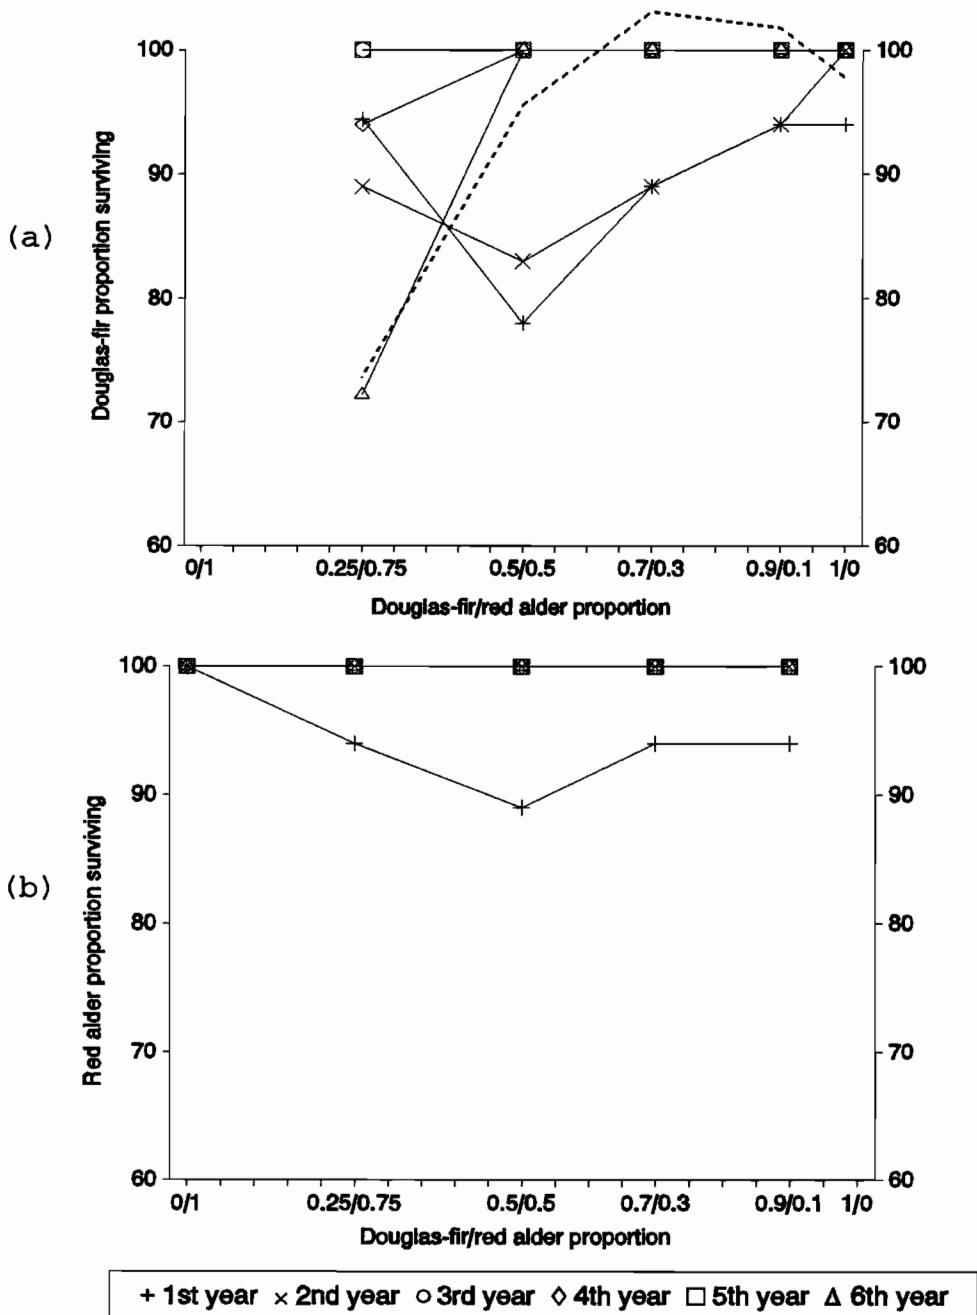 (a)
Douglas-fir proportion surviving
100
90
80
70
60
100
90
80
70
60
0/1 0.25/0.75 0.5/0.5 0.7/0.3 0.9/0.1 1/0
Douglas-fir/red alder proportion
(b)
Red alder proportion surviving
100
90
80
70
60
100
90
80
70
60
0/1 0.25/0.75 0.5/0.5 0.7/0.3 0.9/0.1 1/0
Douglas-fir/red alder proportion
+ 1st year × 2nd year ○ 3rd year ◇ 4th year □ 5th year △ 6th year